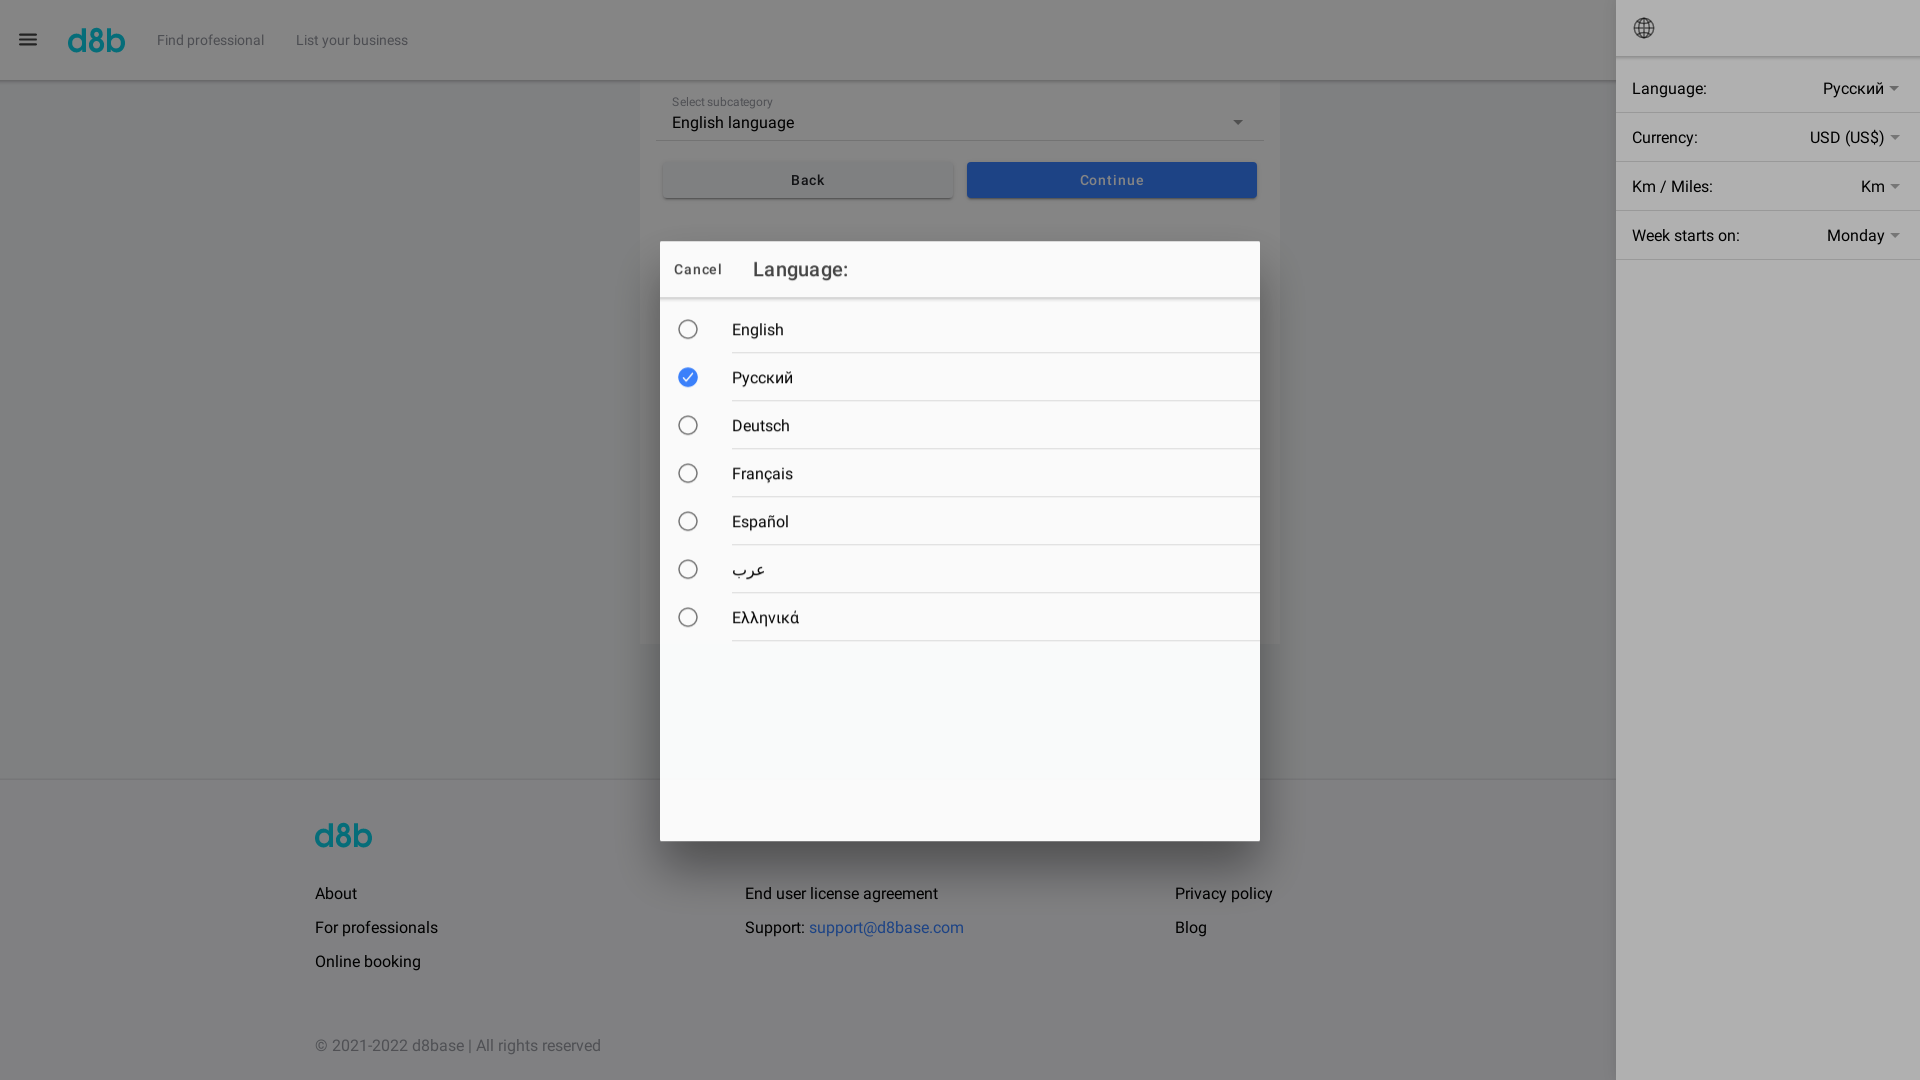 d8b
Find professional
List your business
Select subcategory
English language
Back
Continue
Language:
Русский
Currency:
USD (US$)
Km / Miles:
Km
Week starts on:
Monday
Cancel
Language:
English
Русский
Deutsch
Français
Español
عرب
Ελληνικά
d8b
About
For professionals
Online booking
End user license agreement
Support: support@d8base.com
Privacy policy
Blog
© 2021-2022 d8base | All rights reserved